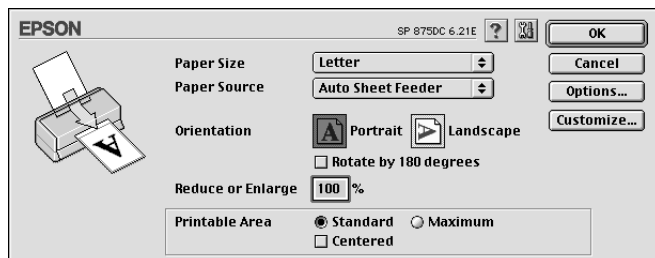 EPSON SP 875DC 6.21E ? OK
Paper Size Letter Cancel
Paper Source Auto Sheet Feeder Options...
Customize...
Orientation A Portrait A Landscape
Rotate by 180 degrees
Reduce or Enlarge 100 %
Printable Area Standard Maximum
Centered
A